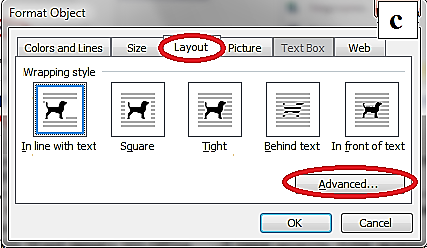 Format Object
c
Colors and Lines Size Layout Picture Text Box Web
Wrapping style
In line with text Square Tight Behind text In front of text
Advanced...
OK Cancel